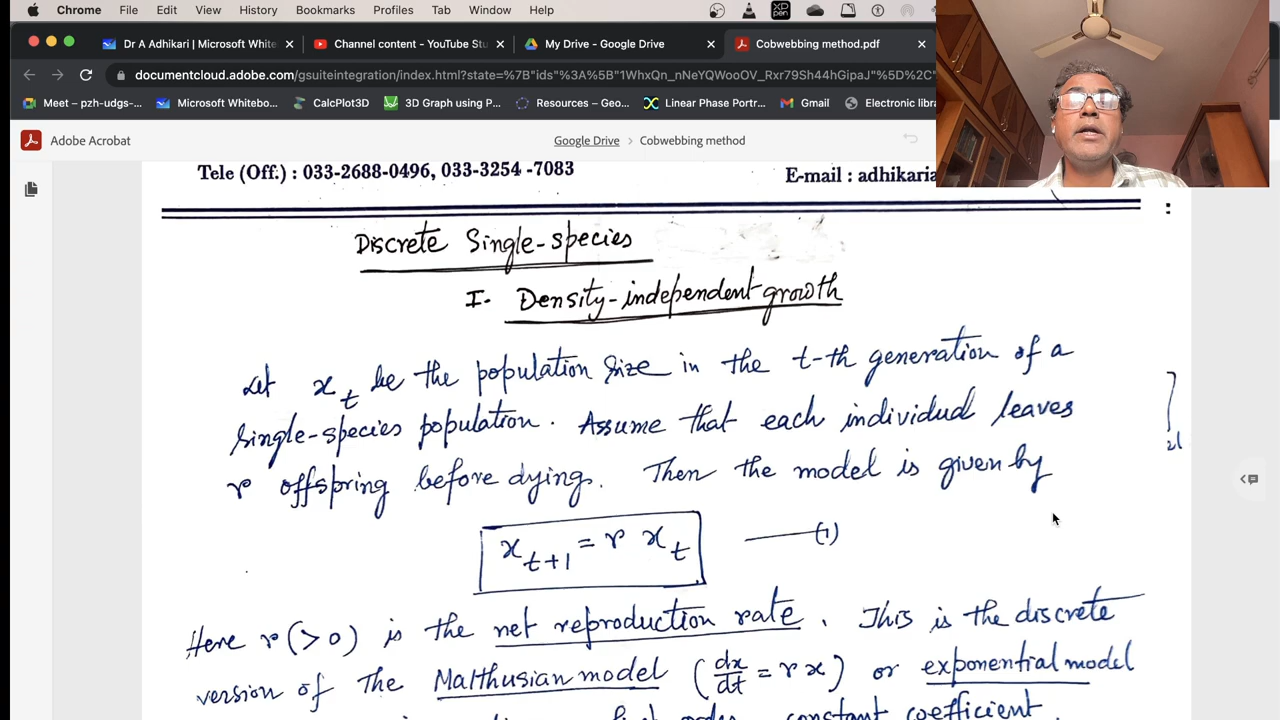 Chrome File Edit View History Bookmarks Profiles Tab Window Help
Dr A Adhikari | Microsoft White Channel content - YouTube Stu My Drive - Google Drive Cobwebbing method.pdf
documentcloud.adobe.com/gsuiteintegration/index.html?state=%7B"ids"%3A%5B"1WhxQn_nNeYQWooOV_Rxr79Sh44hGipaJ"%5D%2C"
Meet – pzh-udgs-... Microsoft Whitebo... CalcPlot3D 3D Graph using P... Resources – Geo... Linear Phase Portr... Gmail Electronic libra
Adobe Acrobat Google Drive > Cobwebbing method
Tele (Off.) : 033-2688-0496, 033-3254 -7083 E-mail : adhikaria
Discrete Single-species
I. Density-independent growth
Let x_t be the population size in the t-th generation of a
single-species population. Assume that each individual leaves
r offspring before dying. Then the model is given by
x_{t+1} = r x_t —(1)
Here r (>0) is the net reproduction rate. This is the discrete
version of the Malthusian model (dx/dt = r x) or exponential model
constant coefficient